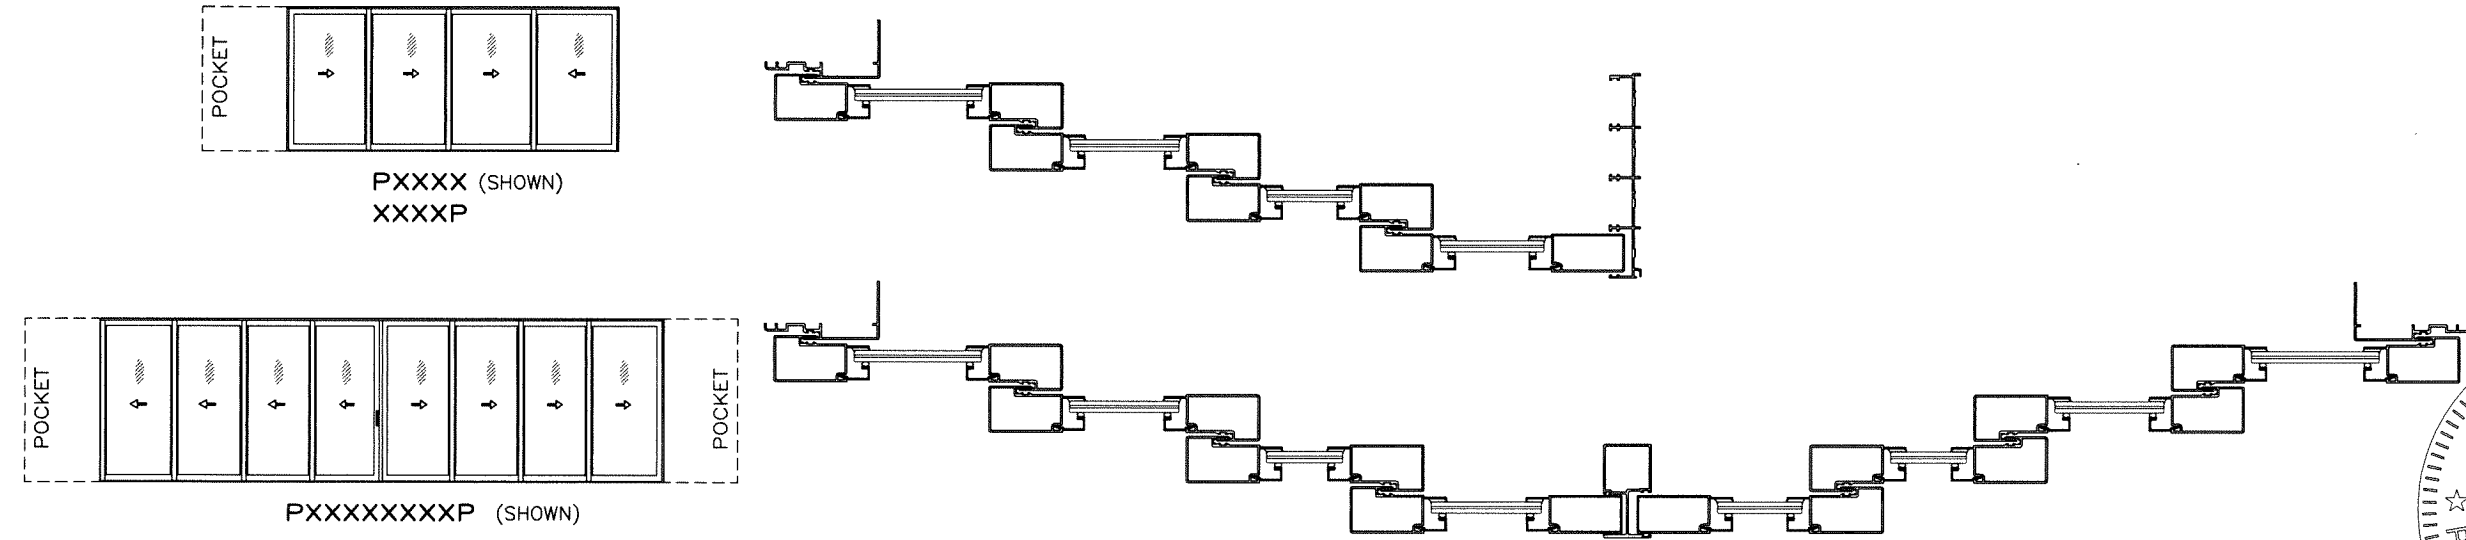 POCKET
PXXXX (SHOWN)
XXXXP
POCKET
POCKET
PXXXXXXXXP (SHOWN)
P